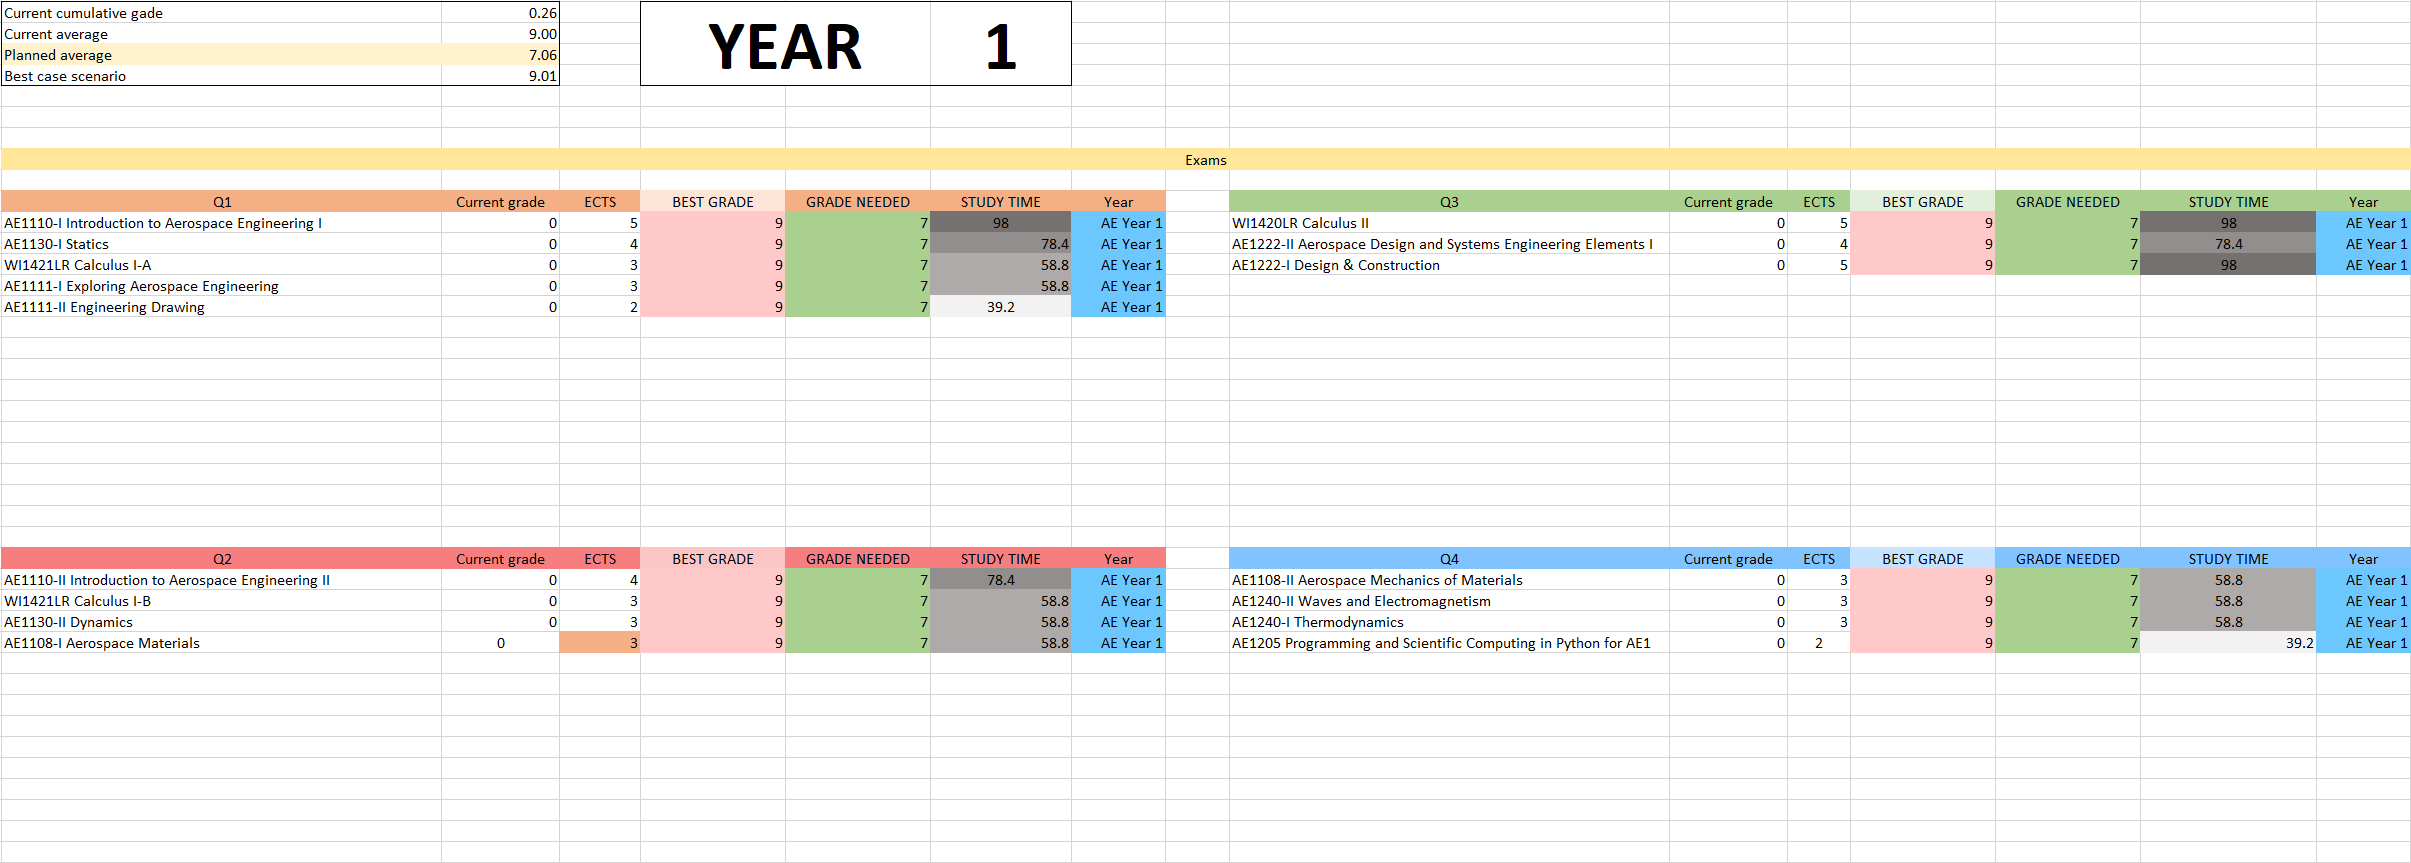 Current cumulative gade 0.26
Current average 9.00
Planned average 7.06
Best case scenario 9.01
YEAR 1
Exams
Q1 Current grade ECTS BEST GRADE GRADE NEEDED STUDY TIME Year
AE1110-I Introduction to Aerospace Engineering I 0 5 9 7 98 AE Year 1
AE1130-I Statics 0 4 9 7 78.4 AE Year 1
WI1421LR Calculus I-A 0 3 9 7 58.8 AE Year 1
AE1111-I Exploring Aerospace Engineering 0 3 9 7 58.8 AE Year 1
AE1111-II Engineering Drawing 0 2 9 7 39.2 AE Year 1
Q3 Current grade ECTS BEST GRADE GRADE NEEDED STUDY TIME Year
WI1420LR Calculus II 0 5 9 7 98 AE Year 1
AE1222-II Aerospace Design and Systems Engineering Elements I 0 4 9 7 78.4 AE Year 1
AE1222-I Design & Construction 0 5 9 7 98 AE Year 1
Q2 Current grade ECTS BEST GRADE GRADE NEEDED STUDY TIME Year
AE1110-II Introduction to Aerospace Engineering II 0 4 9 7 78.4 AE Year 1
WI1421LR Calculus I-B 0 3 9 7 58.8 AE Year 1
AE1130-II Dynamics 0 3 9 7 58.8 AE Year 1
AE1108-I Aerospace Materials 0 3 9 7 58.8 AE Year 1
Q4 Current grade ECTS BEST GRADE GRADE NEEDED STUDY TIME Year
AE1108-II Aerospace Mechanics of Materials 0 3 9 7 58.8 AE Year 1
AE1240-II Waves and Electromagnetism 0 3 9 7 58.8 AE Year 1
AE1240-I Thermodynamics 0 3 9 7 58.8 AE Year 1
AE1205 Programming and Scientific Computing in Python for AE1 0 2 9 7 39.2 AE Year 1